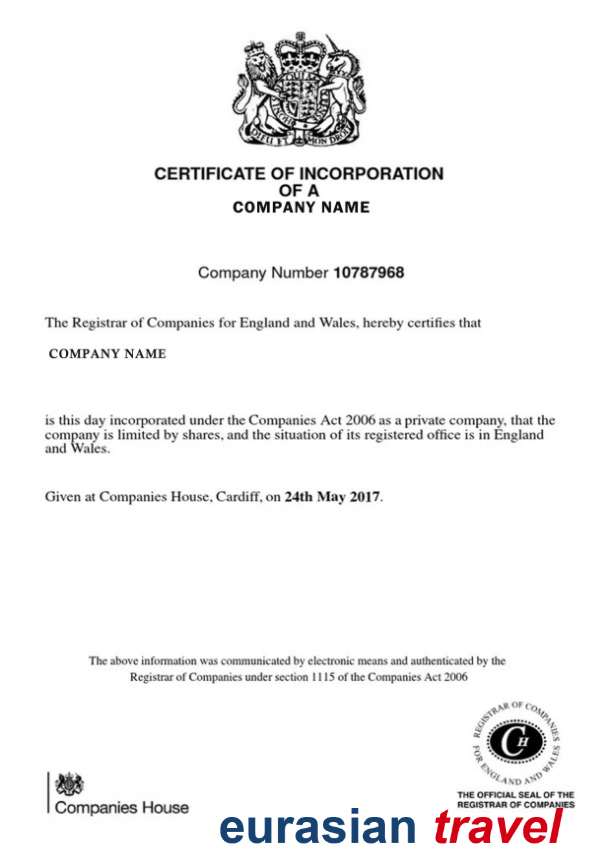 DIEU ET MON DROIT
CERTIFICATE OF INCORPORATION
OF A
COMPANY NAME
Company Number 10787968
The Registrar of Companies for England and Wales, hereby certifies that
COMPANY NAME
is this day incorporated under the Companies Act 2006 as a private company, that the
company is limited by shares, and the situation of its registered office is in England
and Wales.
Given at Companies House, Cardiff, on 24th May 2017.
The above information was communicated by electronic means and authenticated by the
Registrar of Companies under section 1115 of the Companies Act 2006
REGISTRAR OF COMPANIES
FOR ENGLAND AND WALES
CH
THE OFFICIAL SEAL OF THE
REGISTRAR OF COMPANIES
Companies House
eurasian travel